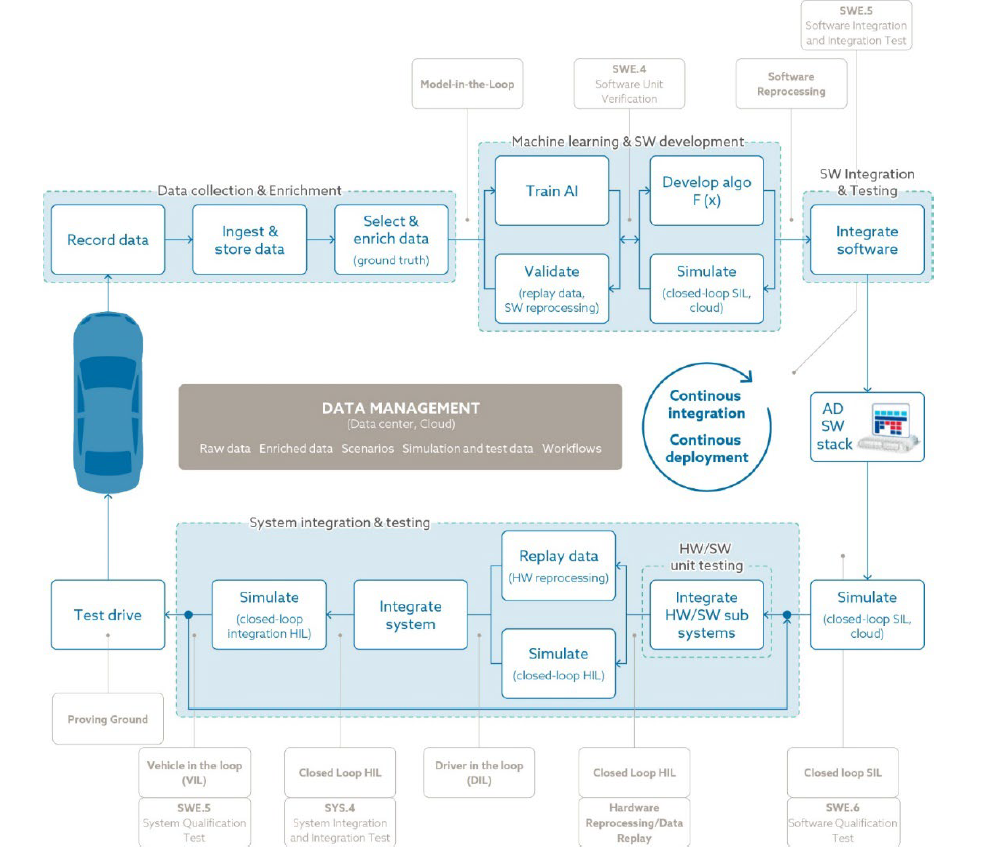 SWE.5
Software Integration
and Integration Test
Model-in-the-Loop
SWE.4
Software Unit
Verification
Software
Reprocessing
Machine learning & SW development
Data collection & Enrichment
SW Integration
& Testing
Record data
Ingest &
store data
Select &
enrich data
(ground truth)
Train AI
Validate
(replay data,
SW reprocessing)
Develop algo
F (x)
Simulate
(closed-loop SIL,
cloud)
Integrate
software
DATA MANAGEMENT
(Data center, Cloud)
Raw data Enriched data Scenarios Simulation and test data Workflows
Continous
integration
Continous
deployment
AD
SW
stack
System integration & testing
HW/SW
unit testing
Test drive
Simulate
(closed-loop
integration HIL)
Integrate
system
Replay data
(HW reprocessing)
Simulate
(closed-loop HIL)
Integrate
HW/SW sub
systems
Simulate
(closed-loop SIL,
cloud)
Proving Ground
Vehicle in the loop
(VIL)
SWE.5
System Qualification
Test
Closed Loop HIL
SYS.4
System Integration
and Integration Test
Driver in the loop
(DIL)
Closed Loop HIL
Hardware
Reprocessing/Data
Replay
Closed loop SIL
SWE.6
Software Qualification
Test